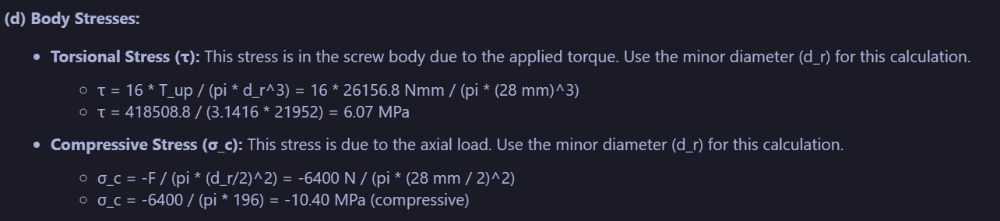 (d) Body Stresses:
• Torsional Stress (τ): This stress is in the screw body due to the applied torque. Use the minor diameter (d_r) for this calculation.
○ τ = 16 * T_up / (pi * d_r^3) = 16 * 26156.8 Nmm / (pi * (28 mm)^3)
○ τ = 418508.8 / (3.1416 * 21952) = 6.07 MPa
• Compressive Stress (σ_c): This stress is due to the axial load. Use the minor diameter (d_r) for this calculation.
○ σ_c = -F / (pi * (d_r/2)^2) = -6400 N / (pi * (28 mm / 2)^2)
○ σ_c = -6400 / (pi * 196) = -10.40 MPa (compressive)